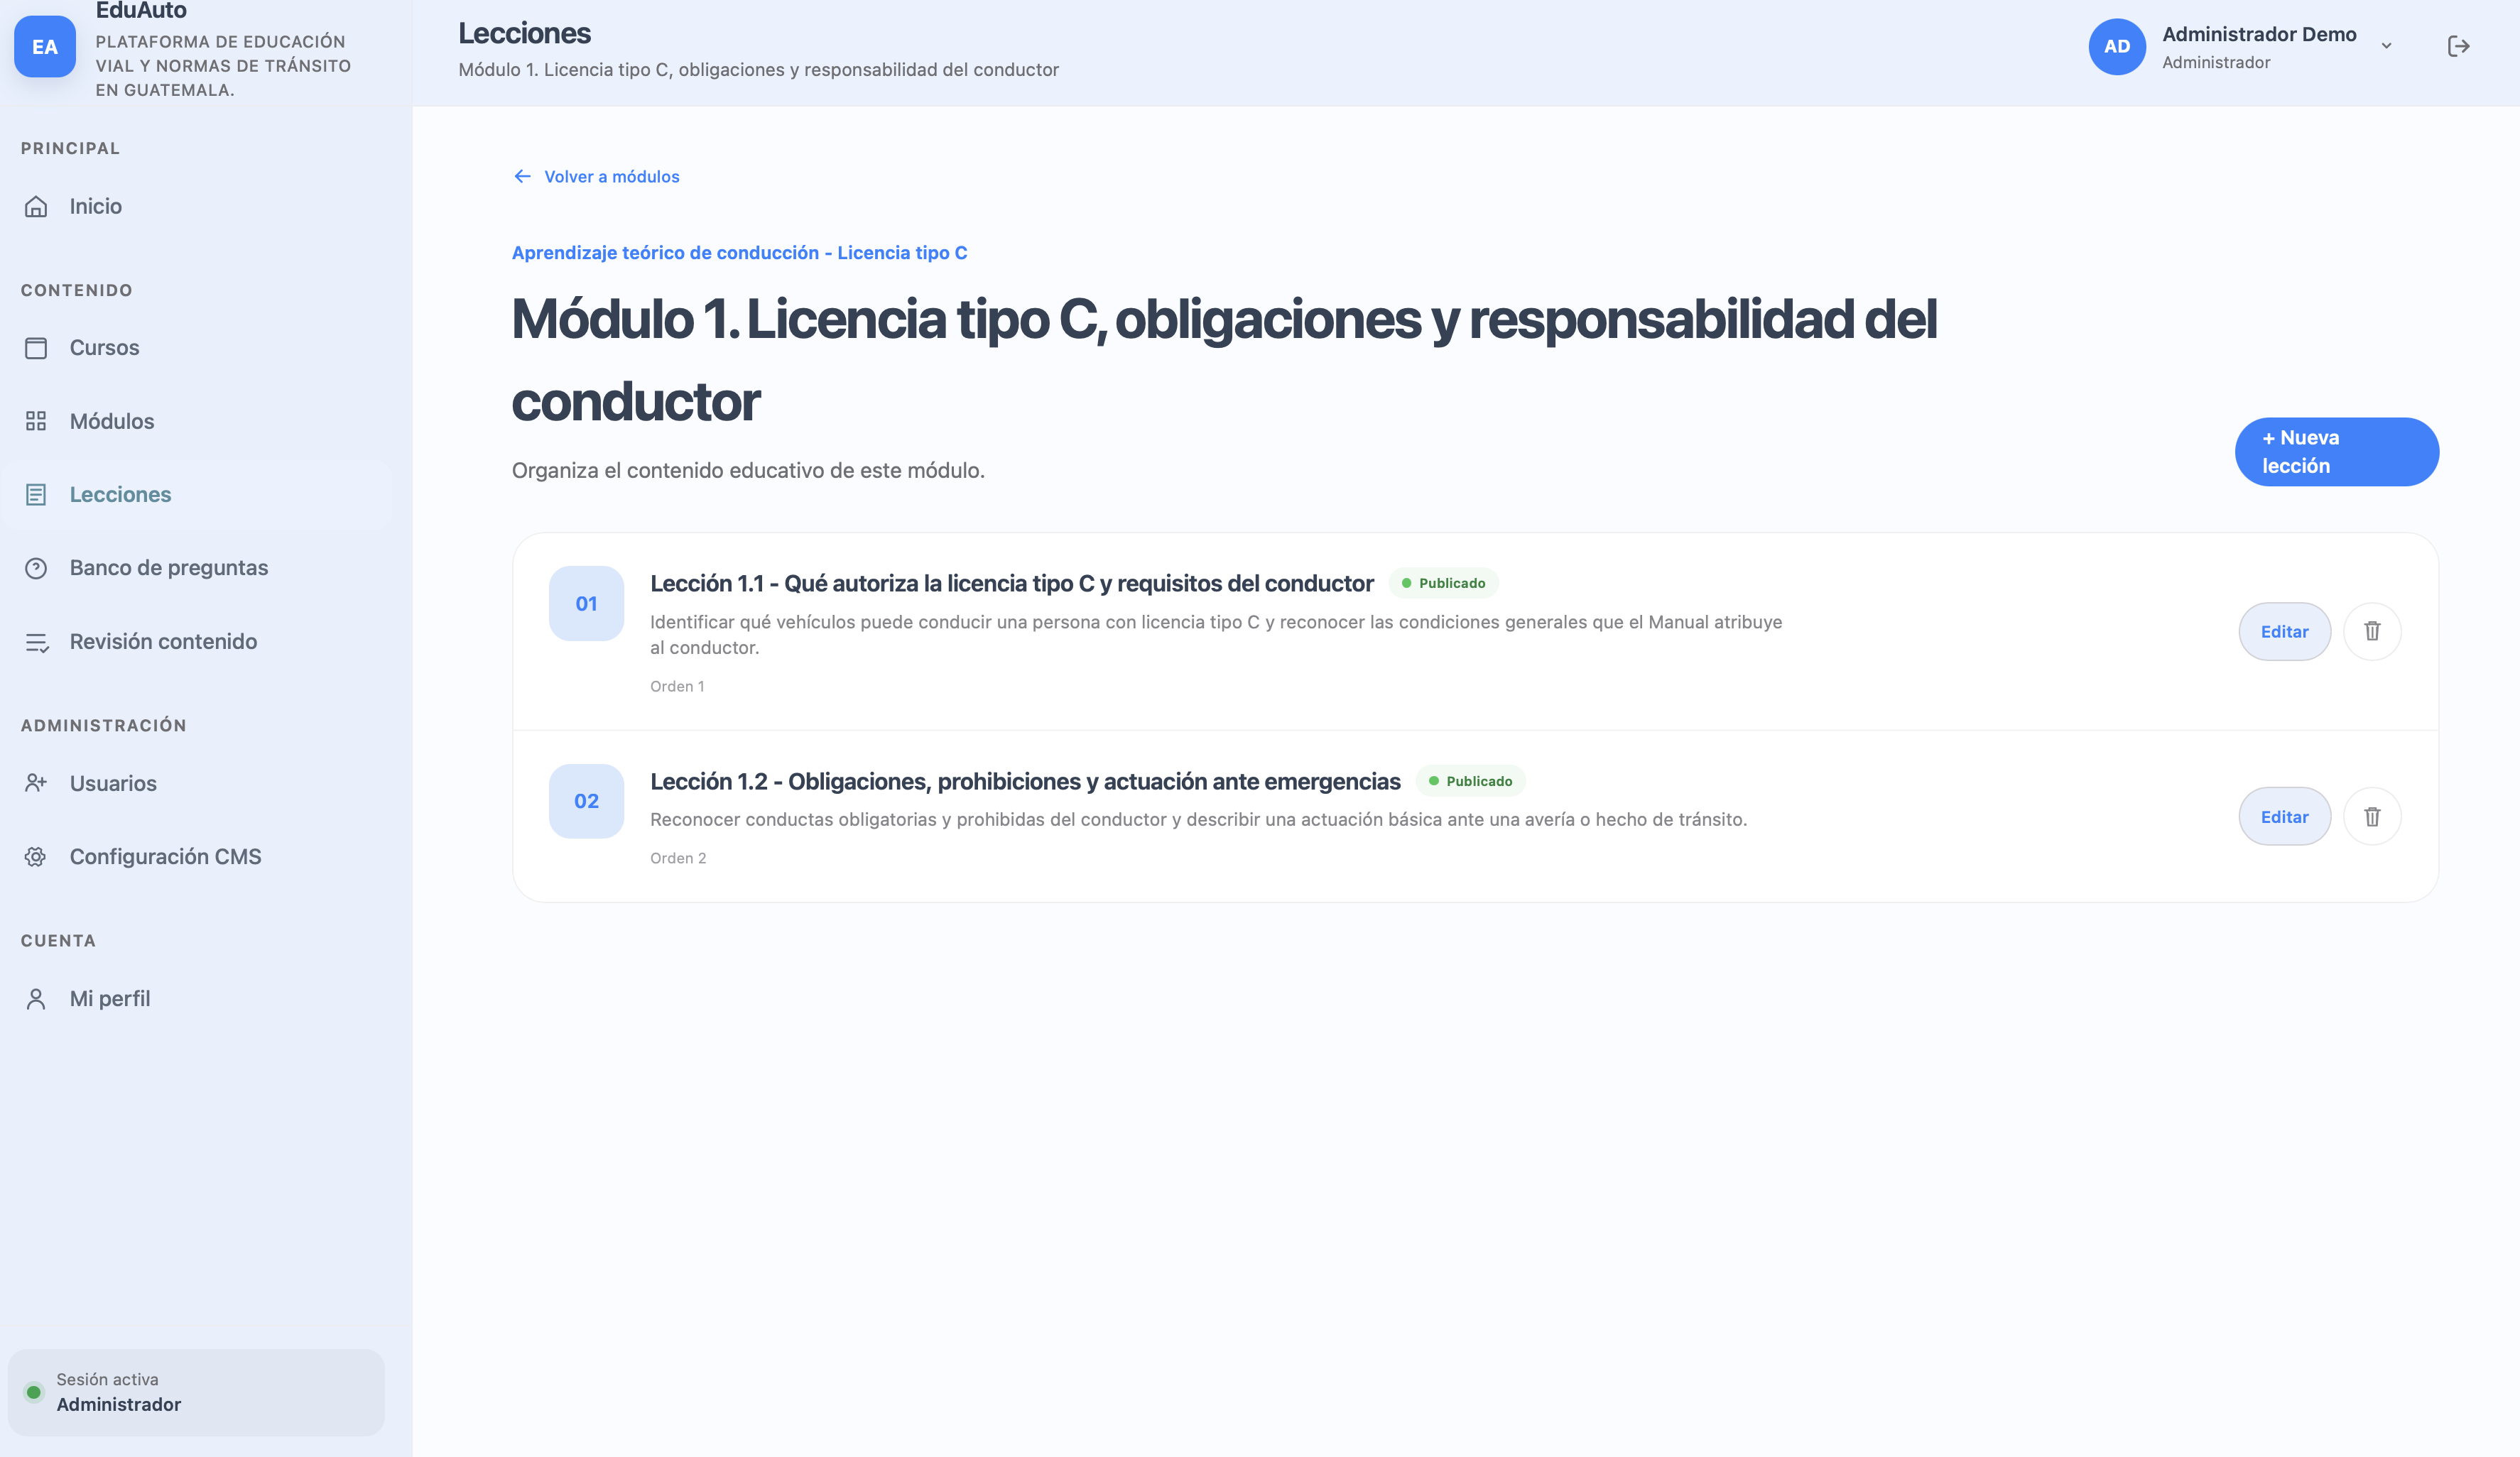 EA
EduAuto
PLATAFORMA DE EDUCACIÓN
VIAL Y NORMAS DE TRÁNSITO
EN GUATEMALA.
PRINCIPAL
Inicio
CONTENIDO
Cursos
Módulos
Lecciones
Banco de preguntas
Revisión contenido
ADMINISTRACIÓN
Usuarios
Configuración CMS
CUENTA
Mi perfil
Sesión activa
Administrador
Lecciones
Módulo 1. Licencia tipo C, obligaciones y responsabilidad del conductor
AD
Administrador Demo
Administrador
Volver a módulos
Aprendizaje teórico de conducción - Licencia tipo C
Módulo 1. Licencia tipo C, obligaciones y responsabilidad del
conductor
Organiza el contenido educativo de este módulo.
+ Nueva
lección
01
Lección 1.1 - Qué autoriza la licencia tipo C y requisitos del conductor
Publicado
Identificar qué vehículos puede conducir una persona con licencia tipo C y reconocer las condiciones generales que el Manual atribuye
al conductor.
Orden 1
Editar
02
Lección 1.2 - Obligaciones, prohibiciones y actuación ante emergencias
Publicado
Reconocer conductas obligatorias y prohibidas del conductor y describir una actuación básica ante una avería o hecho de tránsito.
Orden 2
Editar